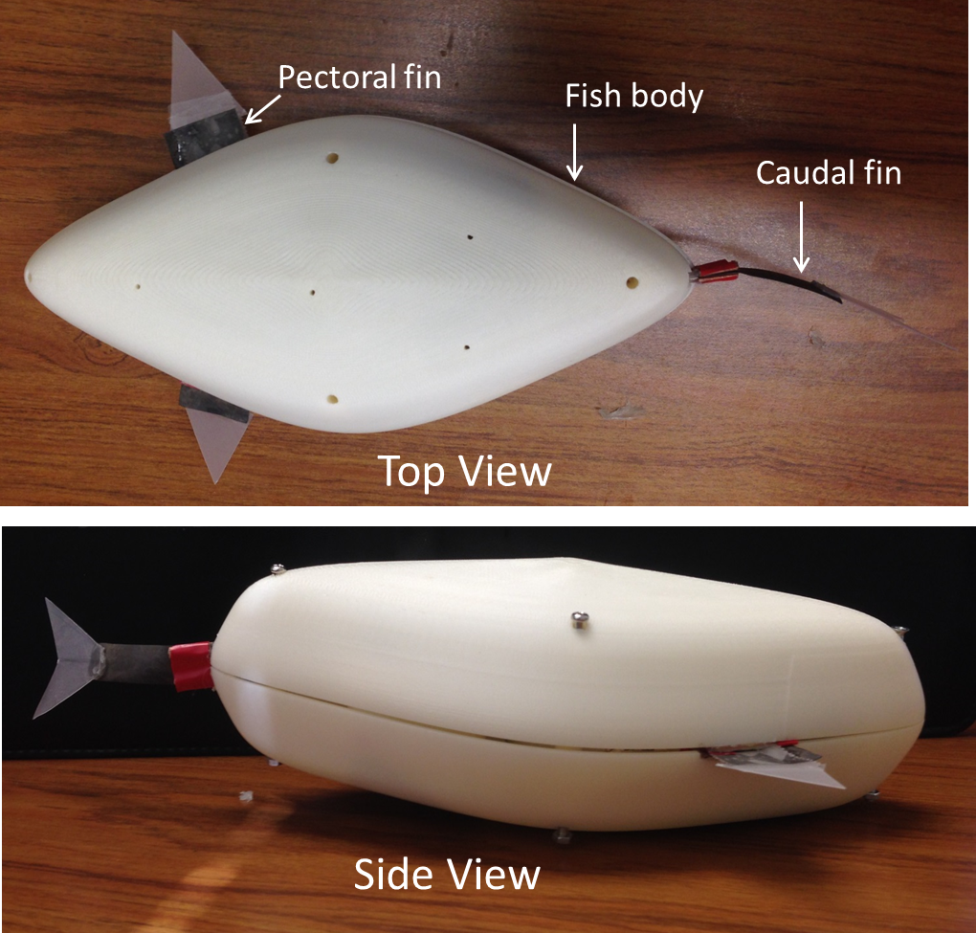 Pectoral fin
Fish body
Caudal fin
Top View
Side View